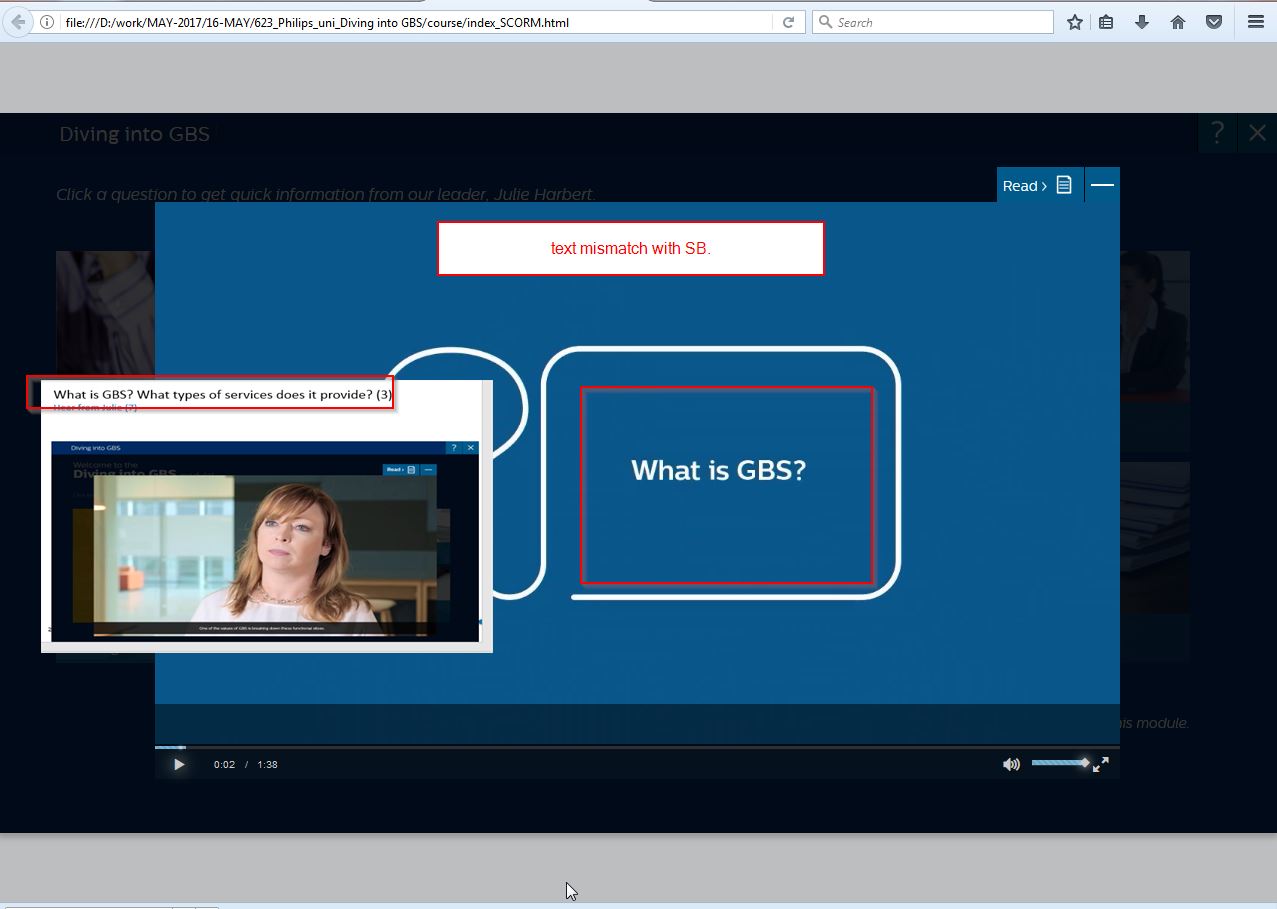 file:///D:/work/MAY-2017/16-MAY/623_Philips_uni_Diving into GBS/course/index_SCORM.html
Search
Diving into GBS
? ×
Click a question to get quick information from our leader, Julie Harbert.
Read ›
text mismatch with SB.
What is GBS? What types of services does it provide? (3)
Hear from Julie (7)
Diving into GBS
? ×
Welcome to the
Diving into GBS
Read ›
What is GBS?
One of the values of GBS is breaking down these functional silos.
his module.
0:02 / 1:38